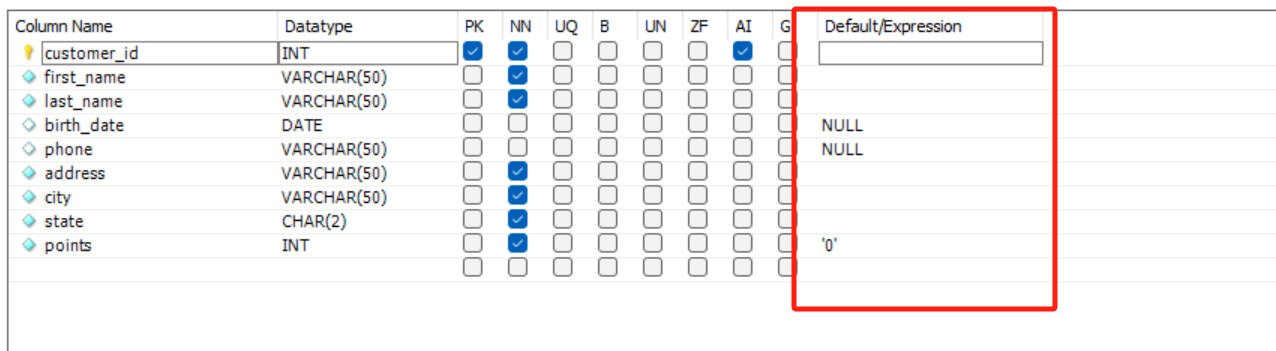 Column Name Datatype PK NN UQ B UN ZF AI G Default/Expression
customer_id INT
first_name VARCHAR(50)
last_name VARCHAR(50)
birth_date DATE NULL
phone VARCHAR(50) NULL
address VARCHAR(50)
city VARCHAR(50)
state CHAR(2)
points INT '0'